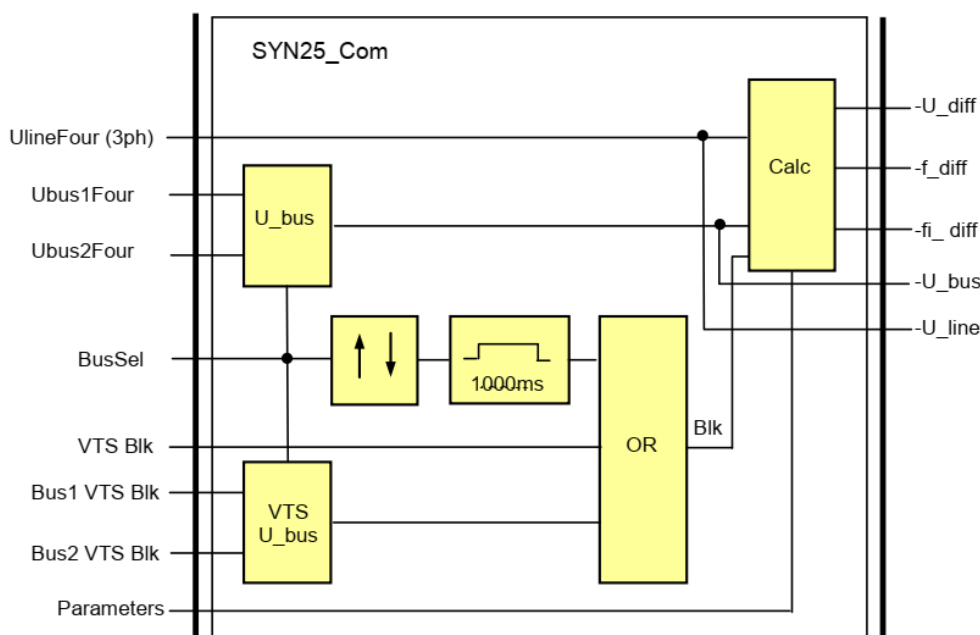 SYN25_Com
UlineFour (3ph)
Ubus1Four
Ubus2Four
BusSel
VTS Blk
Bus1 VTS Blk
Bus2 VTS Blk
Parameters
U_bus
1000ms
VTS
U_bus
OR
Blk
Calc
-U_diff
-f_diff
-fi_ diff
-U_bus
-U_line